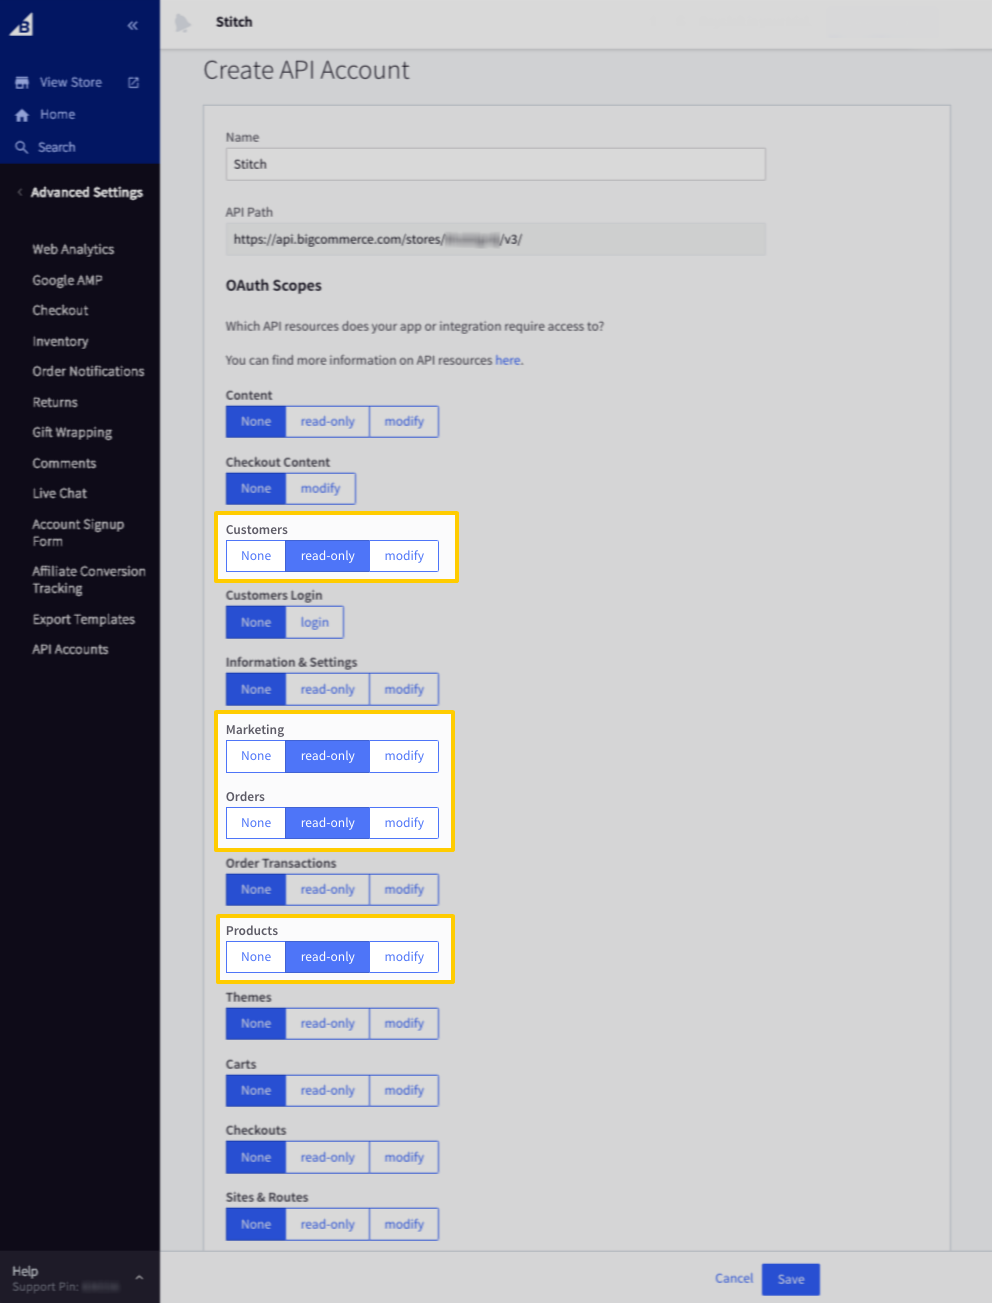 Stitch
View Store
Home
Search
Advanced Settings
Web Analytics
Google AMP
Checkout
Inventory
Order Notifications
Returns
Gift Wrapping
Comments
Live Chat
Account Signup
Form
Affiliate Conversion
Tracking
Export Templates
API Accounts
Help
Support Pin:
Create API Account
Name
Stitch
API Path
https://api.bigcommerce.com/stores/ /v3/
OAuth Scopes
Which API resources does your app or integration require access to?
You can find more information on API resources here.
Content
None read-only modify
Checkout Content
None modify
Customers
None read-only modify
Customers Login
None login
Information & Settings
None read-only modify
Marketing
None read-only modify
Orders
None read-only modify
Order Transactions
None read-only modify
Products
None read-only modify
Themes
None read-only modify
Carts
None read-only modify
Checkouts
None read-only modify
Sites & Routes
None read-only modify
Cancel Save